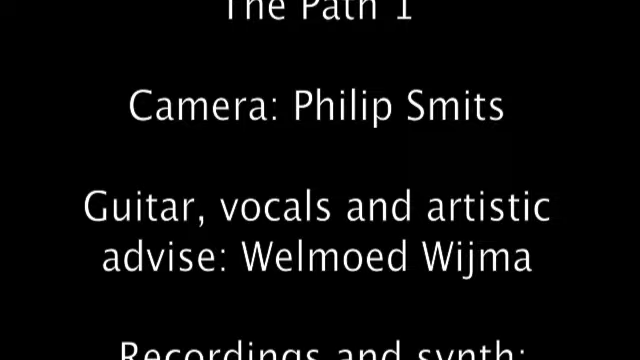 The Path 1
Camera: Philip Smits
Guitar, vocals and artistic
advise: Welmoed Wijma
Recordings and synth: